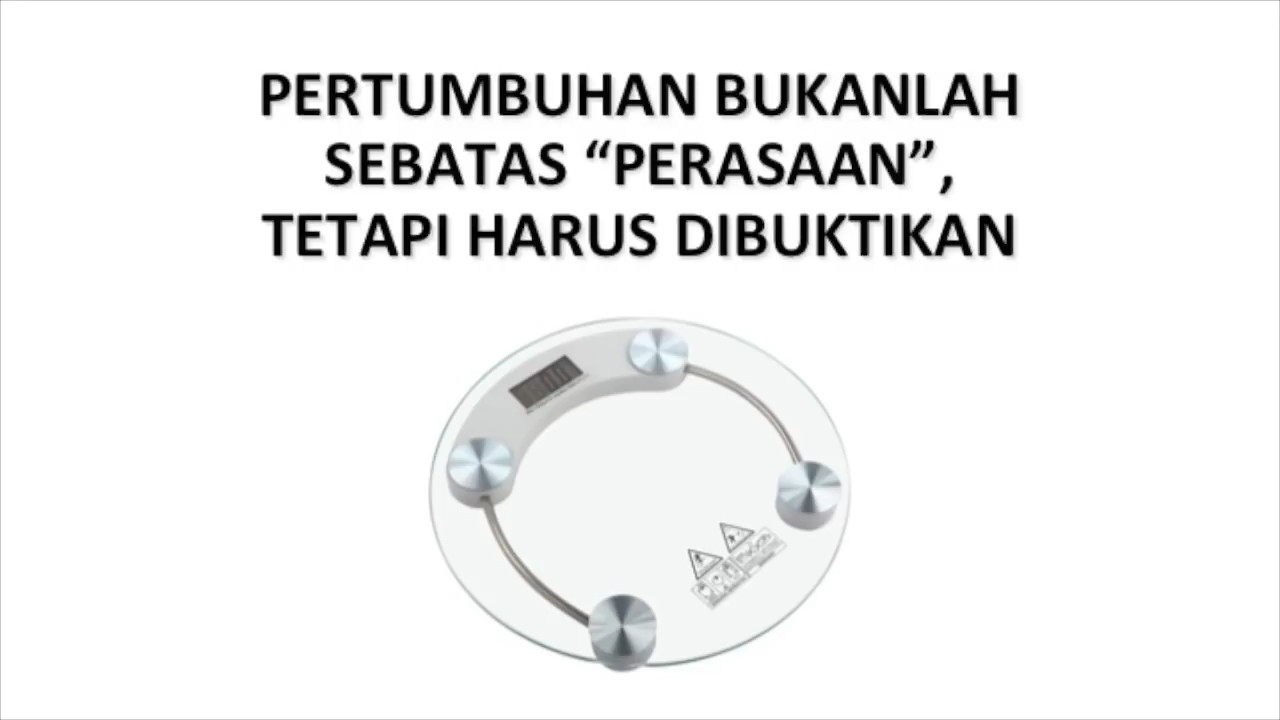 PERTUMBUHAN BUKANLAH
SEBATAS “PERASAAN”,
TETAPI HARUS DIBUKTIKAN